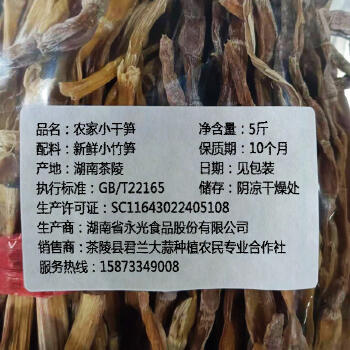 品名：农家小干笋 净含量：5斤
配料：新鲜小竹笋 保质期：10个月
产地：湖南茶陵 日期：见包装
执行标准：GB/T22165 储存：阴凉干燥处
生产许可证：SC11643022405108
生产商：湖南省永光食品股份有限公司
销售商：茶陵县君兰大蒜种植农民专业合作社
服务热线：15873349008